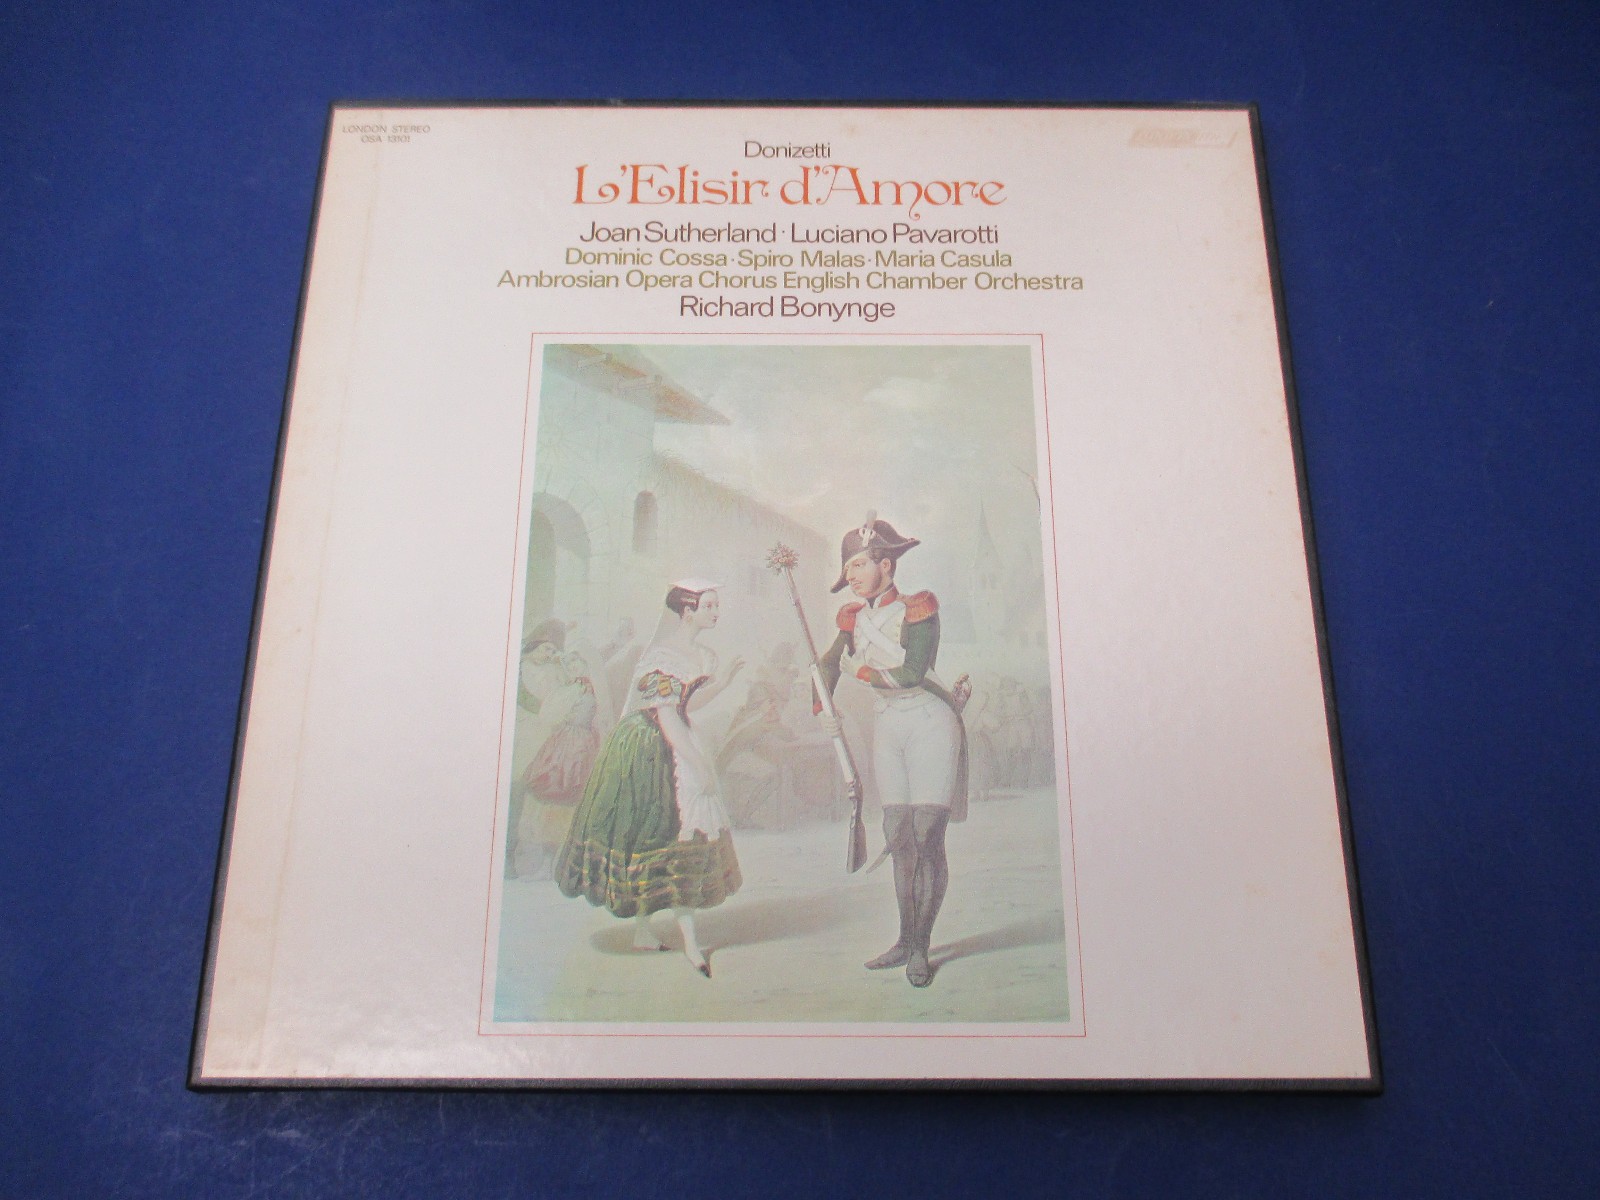 LONDON STEREO
OSA 13101
Donizetti
L'Elisir d'Amore
Joan Sutherland · Luciano Pavarotti
Dominic Cossa · Spiro Malas · Maria Casula
Ambrosian Opera Chorus English Chamber Orchestra
Richard Bonynge